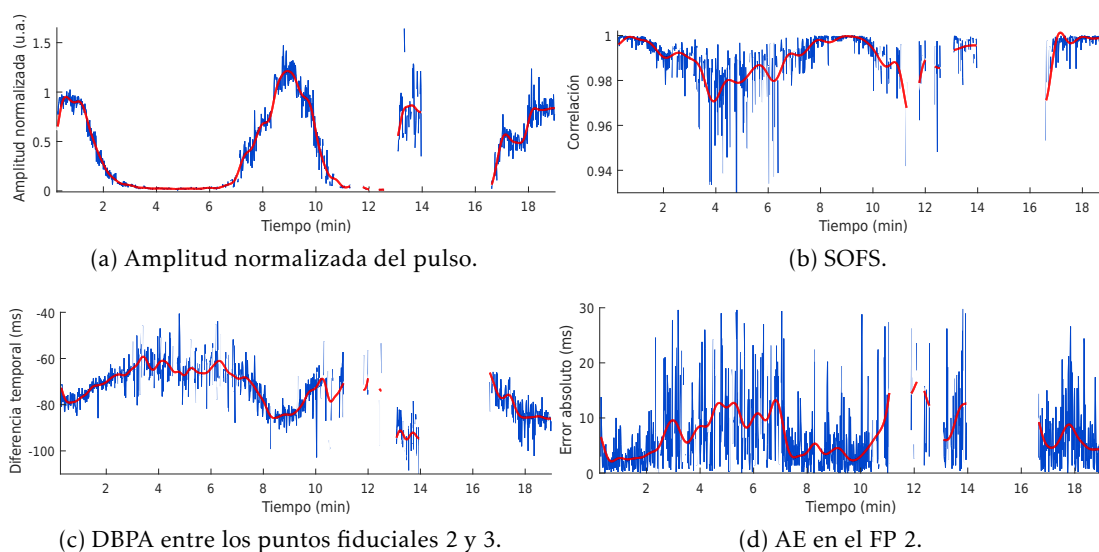 Amplitud normalizada (u.a.)
1.5
1
0.5
0
2 4 6 8 10 12 14 16 18
Tiempo (min)
(a) Amplitud normalizada del pulso.
Correlación
1
0.98
0.96
0.94
2 4 6 8 10 12 14 16 18
Tiempo (min)
(b) SOFS.
Diferencia temporal (ms)
-40
-60
-80
-100
2 4 6 8 10 12 14 16 18
Tiempo (min)
(c) DBPA entre los puntos fiduciales 2 y 3.
Error absoluto (ms)
30
20
10
0
2 4 6 8 10 12 14 16 18
Tiempo (min)
(d) AE en el FP 2.